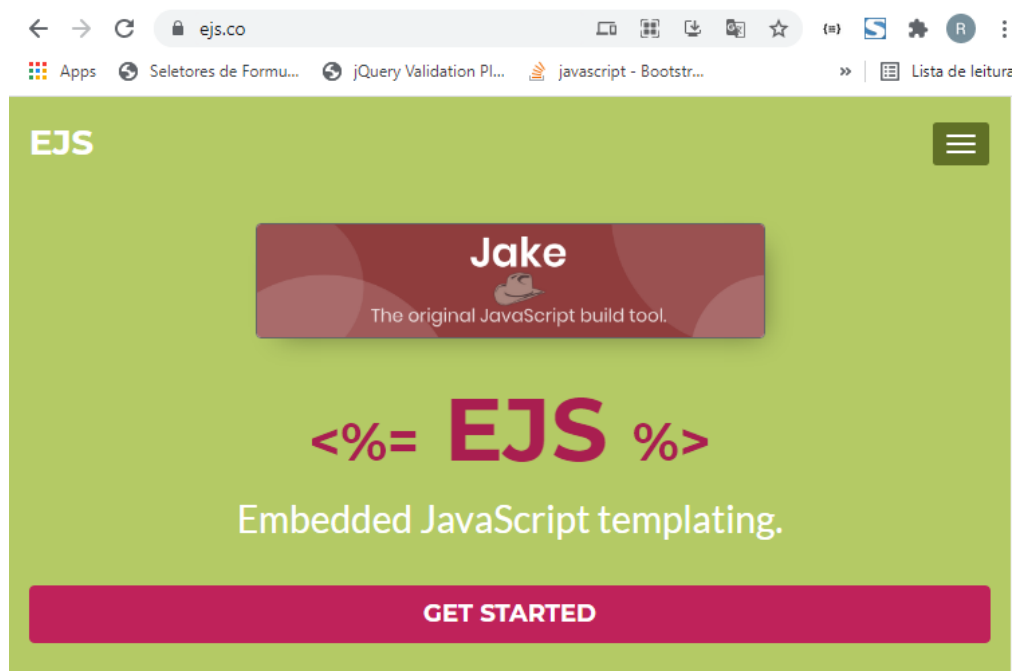 ejs.co
{≡}
S
R
Apps
Seletores de Formu...
jQuery Validation Pl...
javascript - Bootstr...
»
Lista de leitura
EJS
Jake
The original JavaScript build tool.
<%= EJS %>
Embedded JavaScript templating.
GET STARTED